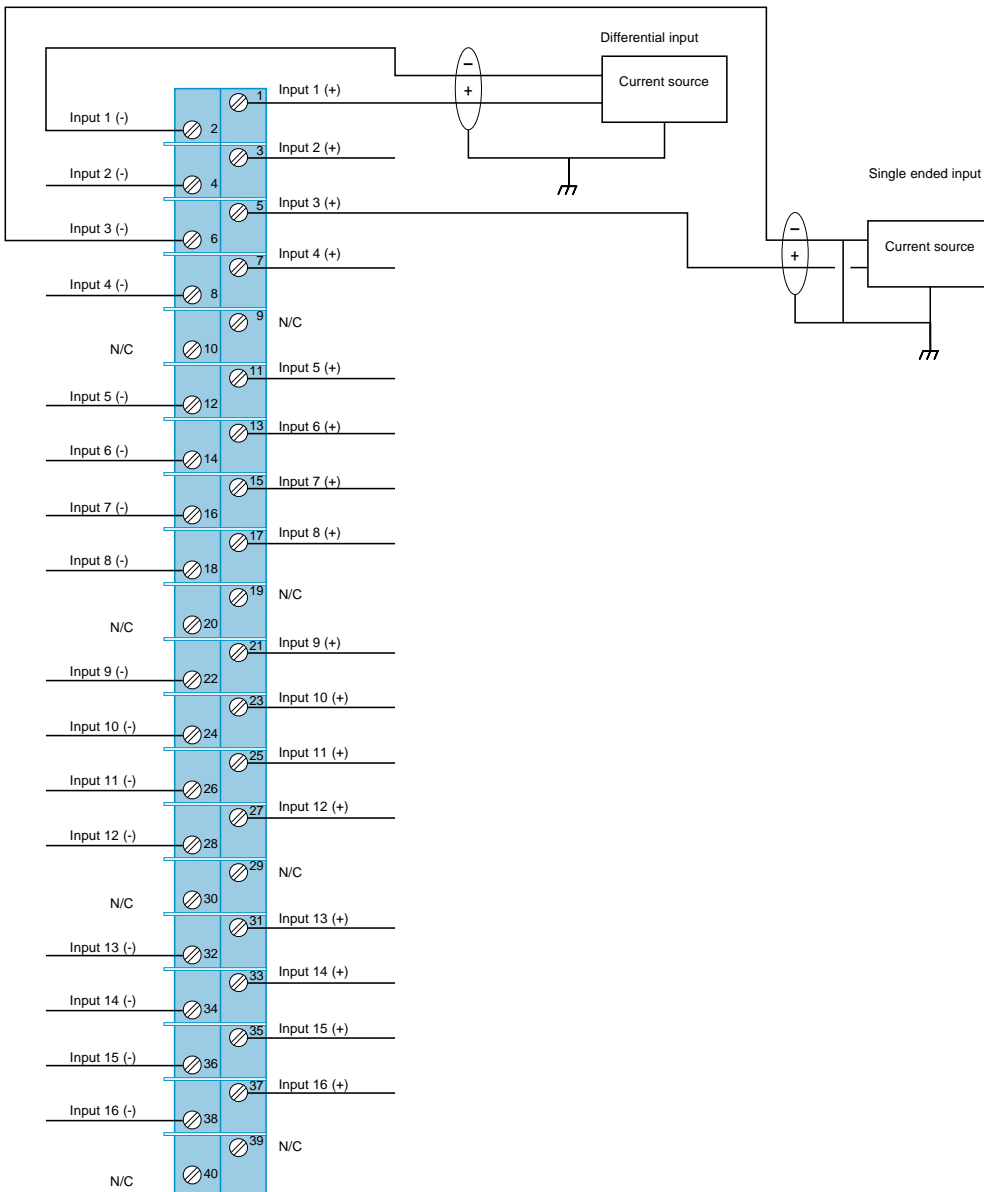 Differential input
−
+
Current source
1 Input 1 (+)
Input 1 (-) 2
3 Input 2 (+)
Input 2 (-) 4
Single ended input
5 Input 3 (+)
Input 3 (-) 6
−
+
Current source
7 Input 4 (+)
Input 4 (-) 8
9 N/C
N/C 10
11 Input 5 (+)
Input 5 (-) 12
13 Input 6 (+)
Input 6 (-) 14
15 Input 7 (+)
Input 7 (-) 16
17 Input 8 (+)
Input 8 (-) 18
19 N/C
N/C 20
21 Input 9 (+)
Input 9 (-) 22
23 Input 10 (+)
Input 10 (-) 24
25 Input 11 (+)
Input 11 (-) 26
27 Input 12 (+)
Input 12 (-) 28
29 N/C
N/C 30
31 Input 13 (+)
Input 13 (-) 32
33 Input 14 (+)
Input 14 (-) 34
35 Input 15 (+)
Input 15 (-) 36
37 Input 16 (+)
Input 16 (-) 38
39 N/C
N/C 40